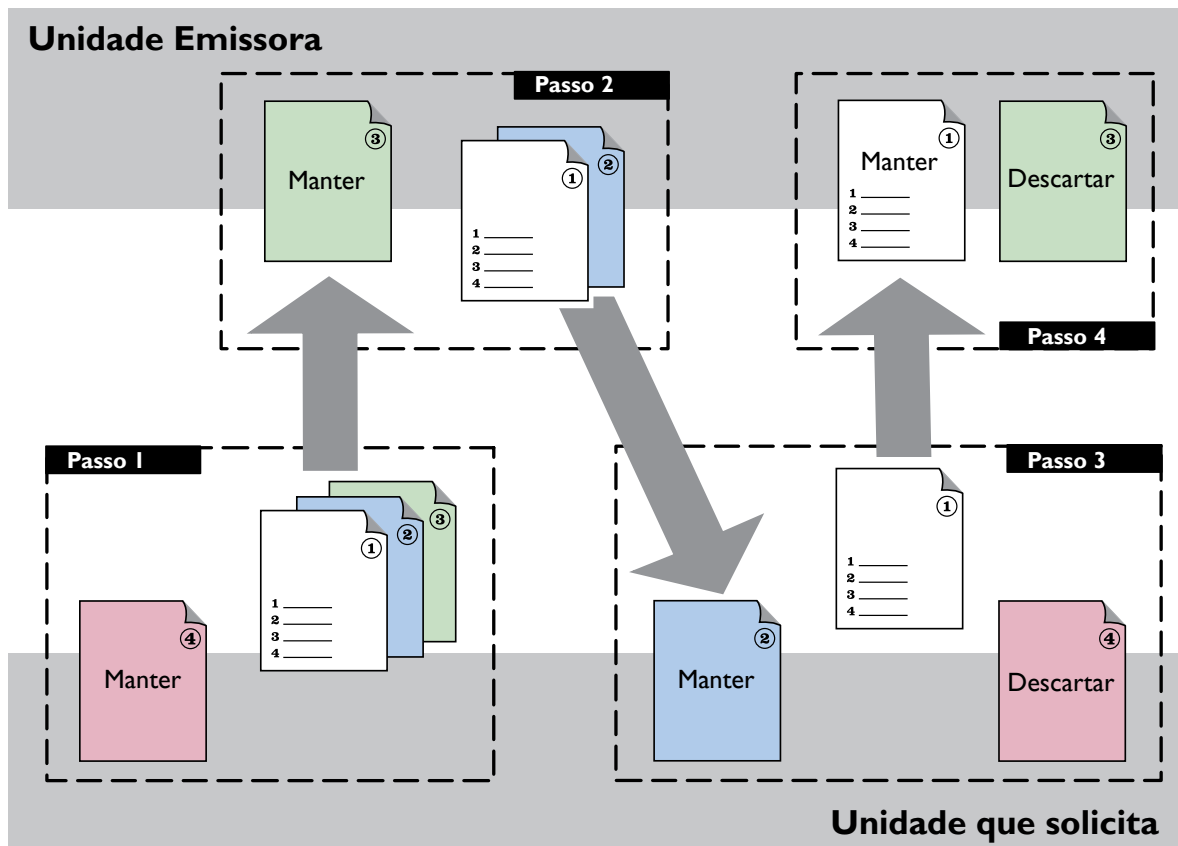 Unidade Emissora
Passo 2
③
Manter
②
①
1
2
3
4
①
Manter
1
2
3
4
③
Descartar
Passo 4
Passo 1
④
Manter
③
②
①
1
2
3
4
Passo 3
②
Manter
①
1
2
3
4
④
Descartar
Unidade que solicita